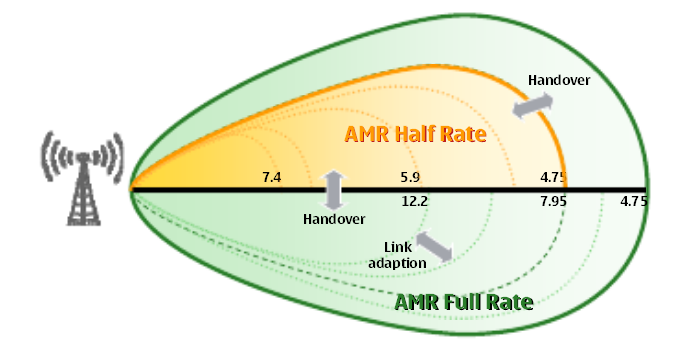 Handover
AMR Half Rate
7.4
5.9
4.75
12.2
7.95
4.75
Handover
Link
adaption
AMR Full Rate